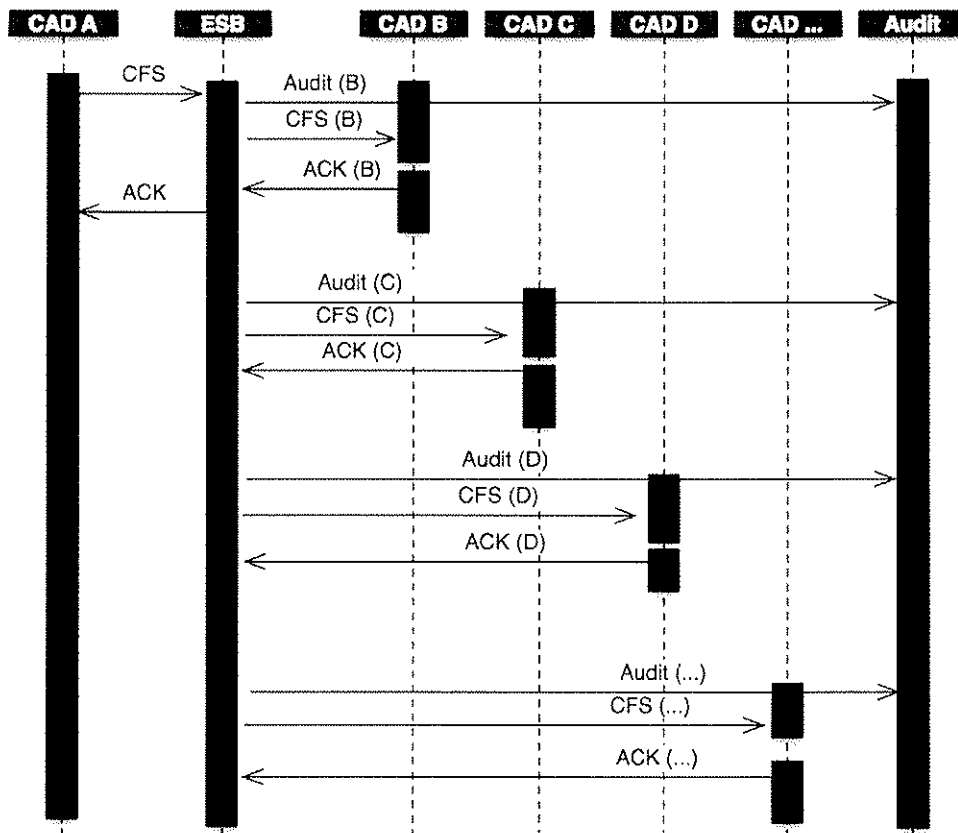 CAD A ESB CAD B CAD C CAD D CAD ... Audit
CFS
Audit (B)
CFS (B)
ACK (B)
ACK
Audit (C)
CFS (C)
ACK (C)
Audit (D)
CFS (D)
ACK (D)
Audit (...)
CFS (...)
ACK (...)